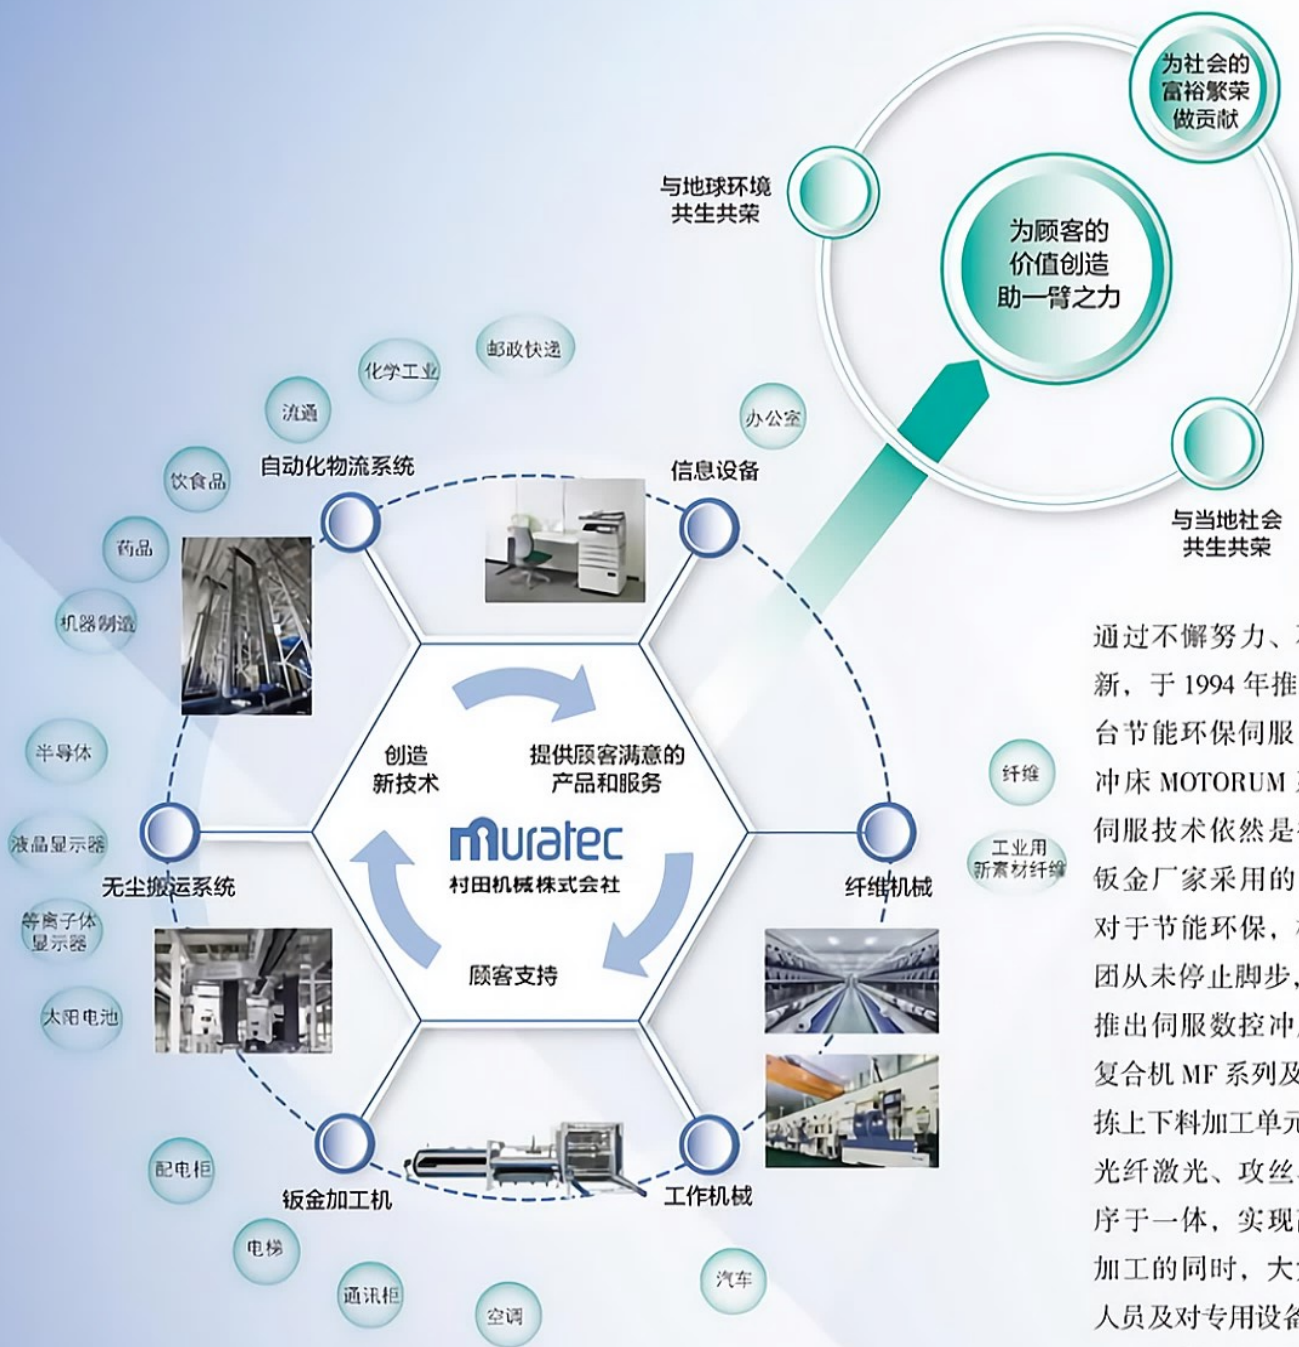 为社会的
富裕繁荣
做贡献
与地球环境
共生共荣
为顾客的
价值创造
助一臂之力
与当地社会
共生共荣
邮政快递
化学工业
流通
饮食品
药品
机器制造
自动化物流系统
办公室
信息设备
半导体
液晶显示器
等离子体
显示器
太阳电池
无尘搬运系统
创造
新技术
提供顾客满意的
产品和服务
muratec
村田机械株式会社
顾客支持
纤维
工业用
新素材纤维
纤维机械
配电柜
电梯
通讯柜
空调
钣金加工机
工作机械
汽车
通过不懈努力、
新，于 1994 年推
台节能环保伺服
冲床 MOTORUM
伺服技术依然是
钣金厂家采用的
对于节能环保，
团从未停止脚步，
推出伺服数控冲
复合机 MF 系列及
拣上下料加工单元
光纤激光、攻丝
序于一体，实现
加工的同时，大
人员及对专用设备